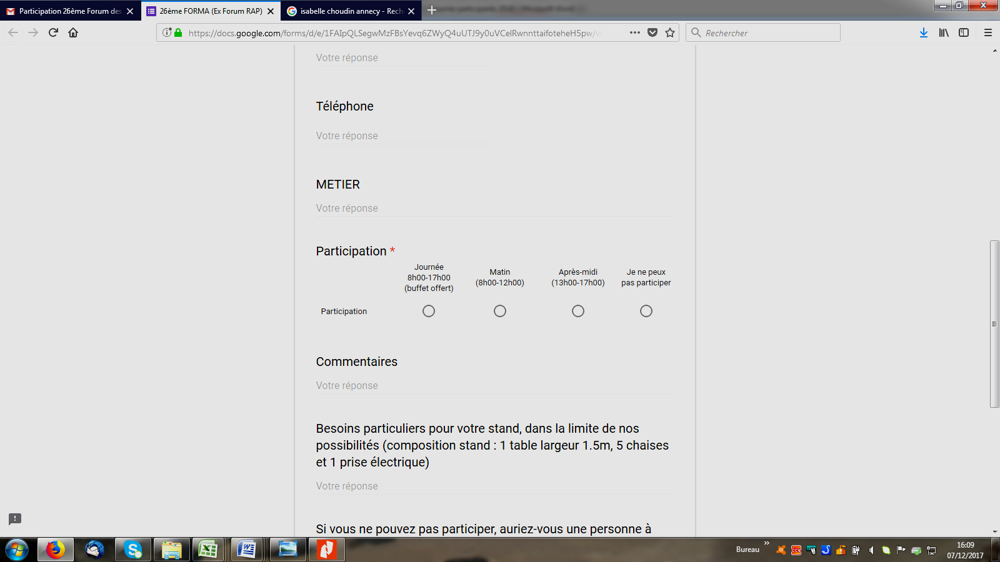 Participation 26ème Forum des
26ème FORMA (Ex Forum RAP)
isabelle choudin annecy - Rech
https://docs.google.com/forms/d/e/1FAIpQLSegwMzFBsYevq6ZWyQ4uUTJ9y0uVCelRwnnttaifoteheH5pw/vi
Rechercher
Votre réponse
Téléphone
Votre réponse
METIER
Votre réponse
Participation *
Journée
8h00-17h00
(buffet offert)
Matin
(8h00-12h00)
Après-midi
(13h00-17h00)
Je ne peux
pas participer
Participation
Commentaires
Votre réponse
Besoins particuliers pour votre stand, dans la limite de nos
possibilités (composition stand : 1 table largeur 1.5m, 5 chaises
et 1 prise électrique)
Votre réponse
Si vous ne pouvez pas participer, auriez-vous une personne à
Bureau
16:09
07/12/2017